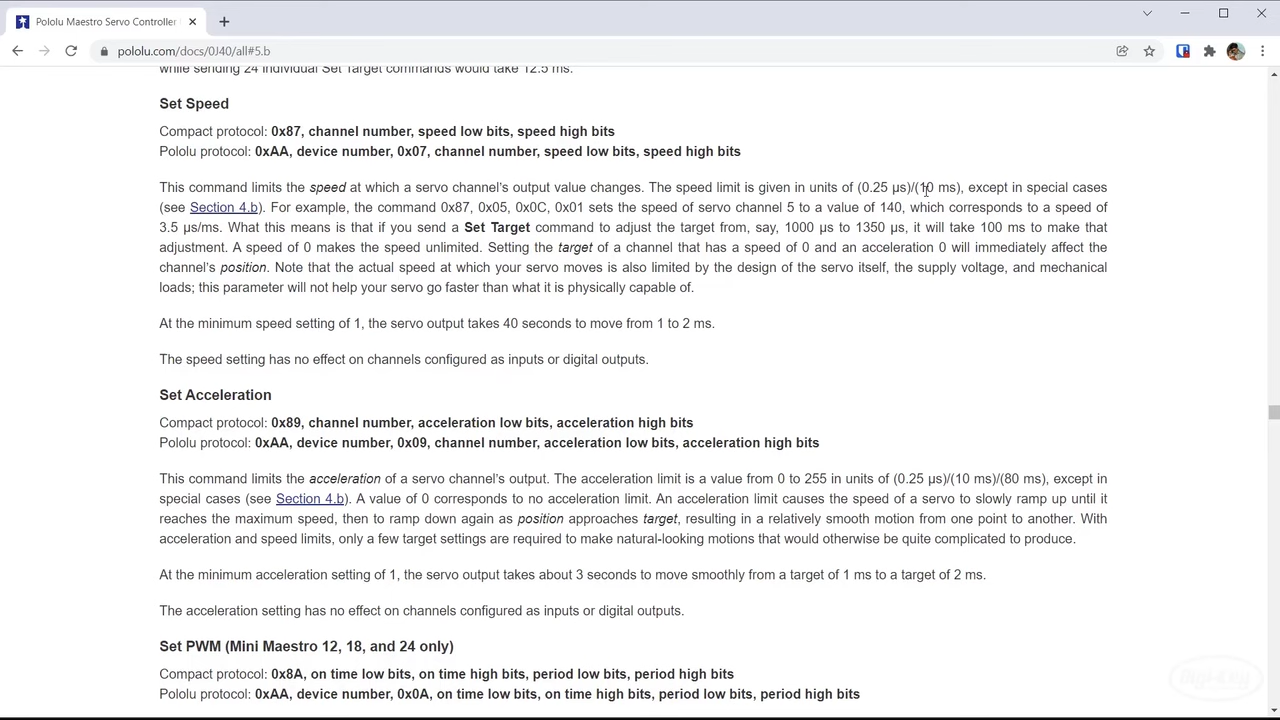 Pololu Maestro Servo Controller
pololu.com/docs/0J40/all#5.b
while sending 24 individual Set Target commands would take 12.5 ms.
Set Speed
Compact protocol: 0x87, channel number, speed low bits, speed high bits
Pololu protocol: 0xAA, device number, 0x07, channel number, speed low bits, speed high bits
This command limits the speed at which a servo channel's output value changes. The speed limit is given in units of (0.25 μs)/(10 ms), except in special cases
(see Section 4.b). For example, the command 0x87, 0x05, 0x0C, 0x01 sets the speed of servo channel 5 to a value of 140, which corresponds to a speed of
3.5 μs/ms. What this means is that if you send a Set Target command to adjust the target from, say, 1000 μs to 1350 μs, it will take 100 ms to make that
adjustment. A speed of 0 makes the speed unlimited. Setting the target of a channel that has a speed of 0 and an acceleration 0 will immediately affect the
channel's position. Note that the actual speed at which your servo moves is also limited by the design of the servo itself, the supply voltage, and mechanical
loads; this parameter will not help your servo go faster than what it is physically capable of.
At the minimum speed setting of 1, the servo output takes 40 seconds to move from 1 to 2 ms.
The speed setting has no effect on channels configured as inputs or digital outputs.
Set Acceleration
Compact protocol: 0x89, channel number, acceleration low bits, acceleration high bits
Pololu protocol: 0xAA, device number, 0x09, channel number, acceleration low bits, acceleration high bits
This command limits the acceleration of a servo channel's output. The acceleration limit is a value from 0 to 255 in units of (0.25 μs)/(10 ms)/(80 ms), except in
special cases (see Section 4.b). A value of 0 corresponds to no acceleration limit. An acceleration limit causes the speed of a servo to slowly ramp up until it
reaches the maximum speed, then to ramp down again as position approaches target, resulting in a relatively smooth motion from one point to another. With
acceleration and speed limits, only a few target settings are required to make natural-looking motions that would otherwise be quite complicated to produce.
At the minimum acceleration setting of 1, the servo output takes about 3 seconds to move smoothly from a target of 1 ms to a target of 2 ms.
The acceleration setting has no effect on channels configured as inputs or digital outputs.
Set PWM (Mini Maestro 12, 18, and 24 only)
Compact protocol: 0x8A, on time low bits, on time high bits, period low bits, period high bits
Pololu protocol: 0xAA, device number, 0x0A, on time low bits, on time high bits, period low bits, period high bits